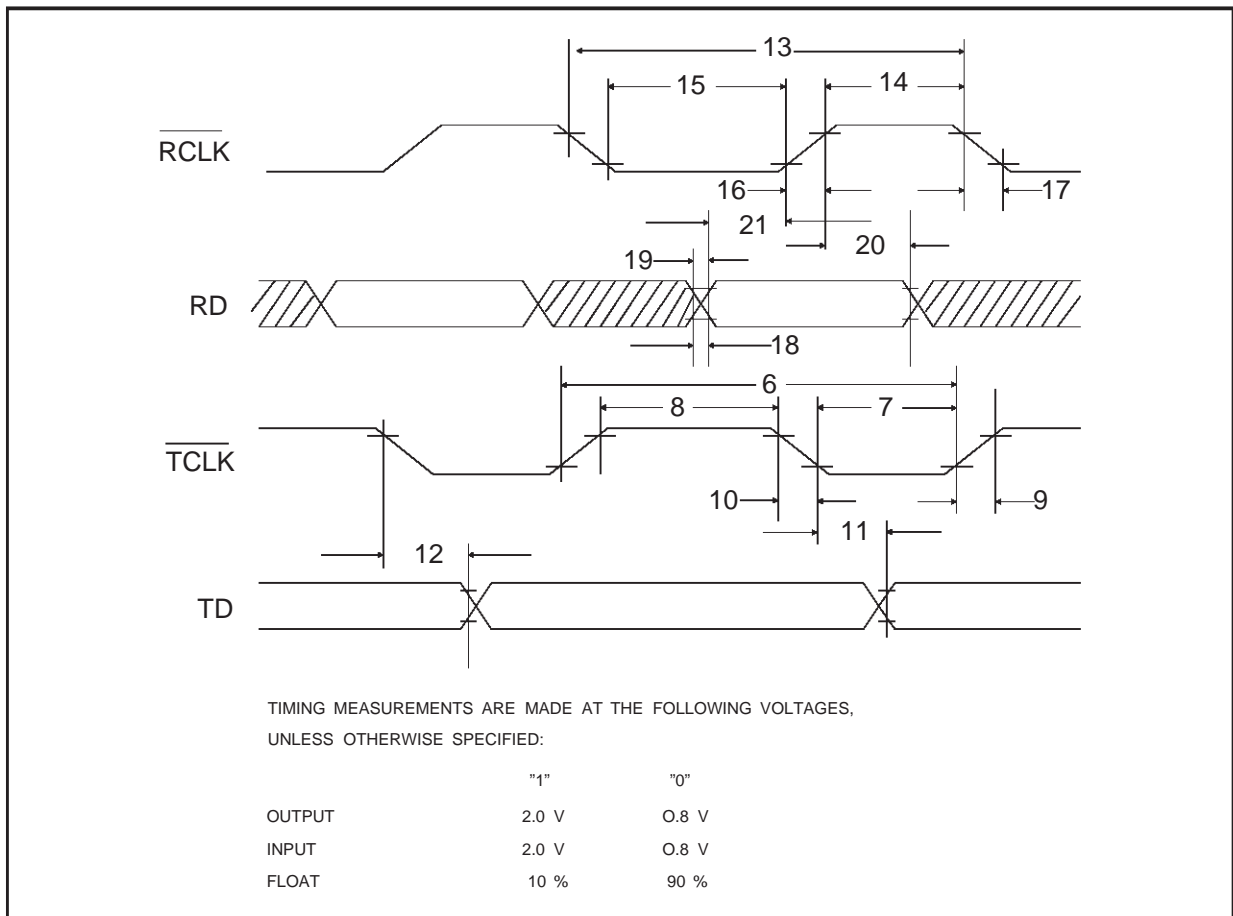 13
15
14
RCLK
16
17
21
20
19
RD
18
6
8
7
TCLK
10
9
11
12
TD
TIMING MEASUREMENTS ARE MADE AT THE FOLLOWING VOLTAGES,
UNLESS OTHERWISE SPECIFIED:
”1” ”0”
OUTPUT 2.0 V O.8 V
INPUT 2.0 V O.8 V
FLOAT 10 % 90 %